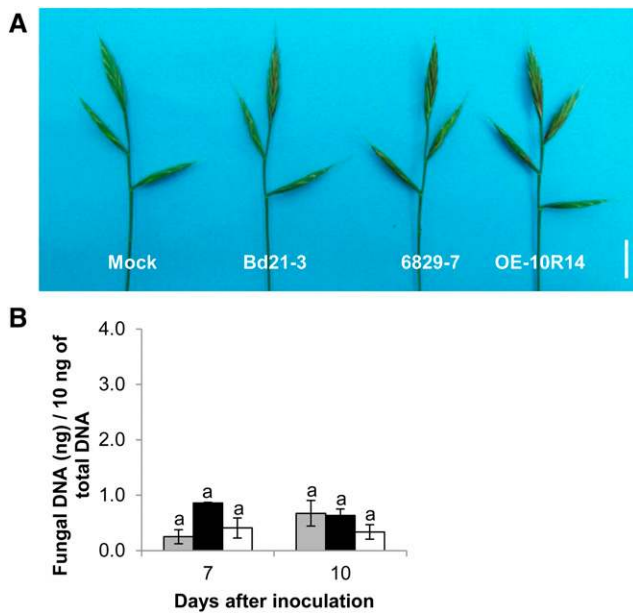 A
Mock Bd21-3 6829-7 OE-10R14
B
Fungal DNA (ng) / 10 ng of
total DNA
4.0
3.0
2.0
1.0
0.0
a a a a a a
7 10
Days after inoculation